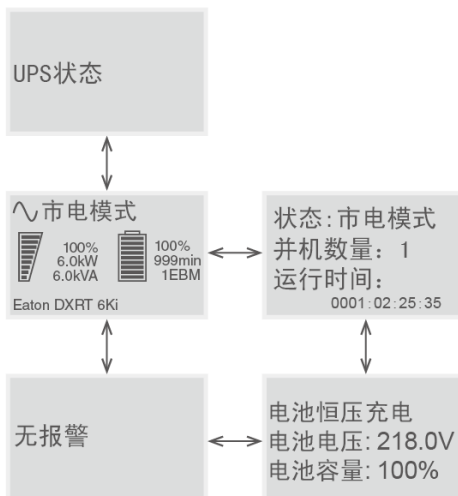 UPS状态
市电模式
100%
6.0kW
6.0kVA
100%
999min
1EBM
Eaton DXRT 6Ki
状态:市电模式
并机数量：1
运行时间：
0001:02:25:35
无报警
电池恒压充电
电池电压:218.0V
电池容量:100%